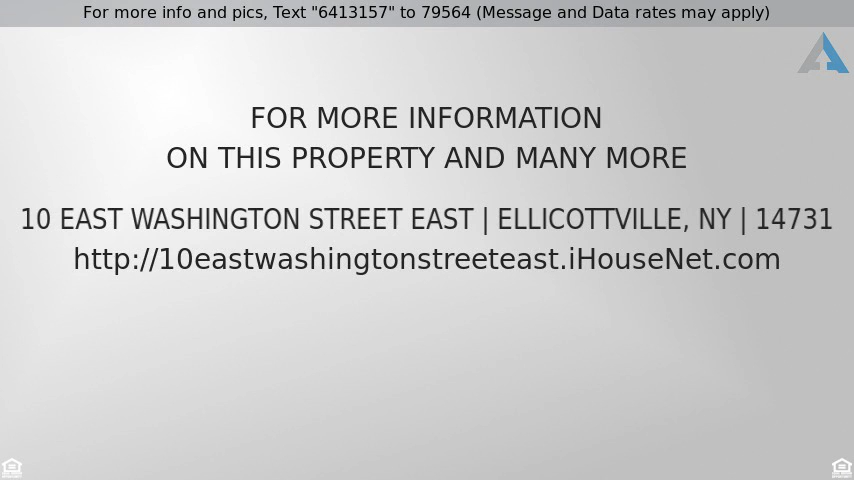 For more info and pics, Text "6413157" to 79564 (Message and Data rates may apply)
FOR MORE INFORMATION
ON THIS PROPERTY AND MANY MORE
10 EAST WASHINGTON STREET EAST | ELLICOTTVILLE, NY | 14731
http://10eastwashingtonstreeteast.iHouseNet.com